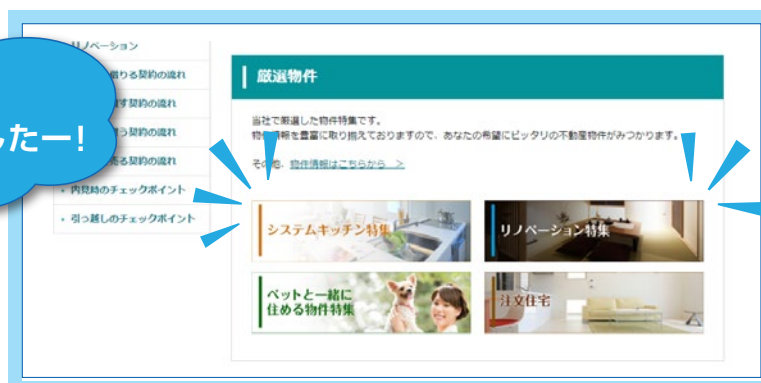 したー!
リノベーション
借りる契約の流れ
す契約の流れ
う契約の流れ
る契約の流れ
・ 内見時のチェックポイント
・ 引っ越しのチェックポイント
厳選物件
当社で厳選した物件特集です。
物件情報を豊富に取り揃えておりますので、あなたの希望にピッタリの不動産物件がみつかります。
その他、物件情報はこちらから >
システムキッチン特集
リノベーション特集
ペットと一緒に
住める物件特集
注文住宅